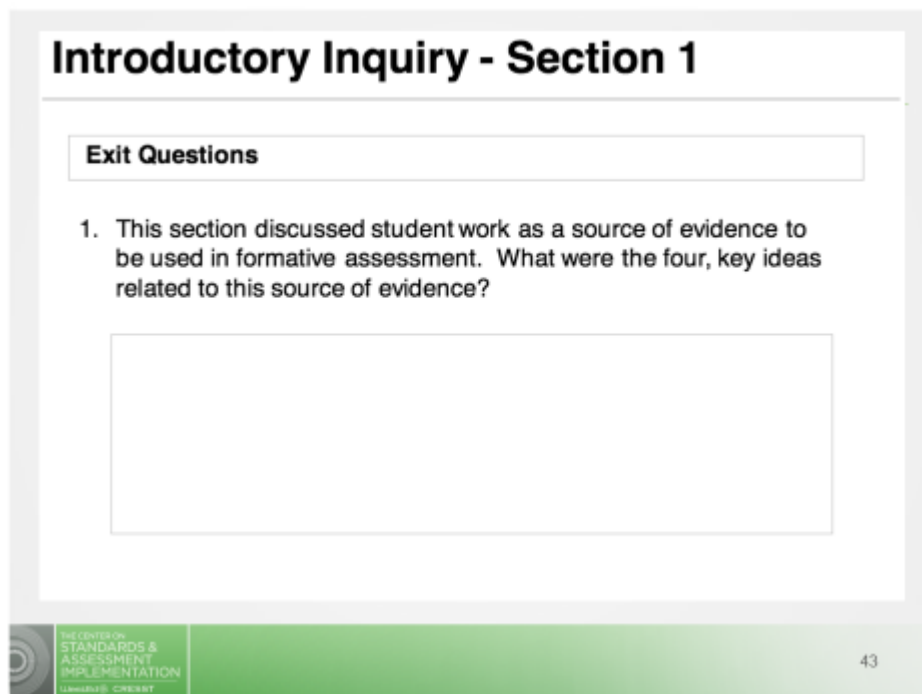 Introductory Inquiry - Section 1
Exit Questions
1. This section discussed student work as a source of evidence to
be used in formative assessment. What were the four, key ideas
related to this source of evidence?
THE CENTER ON
STANDARDS &
ASSESSMENT
IMPLEMENTATION
WestEd CRESST
43